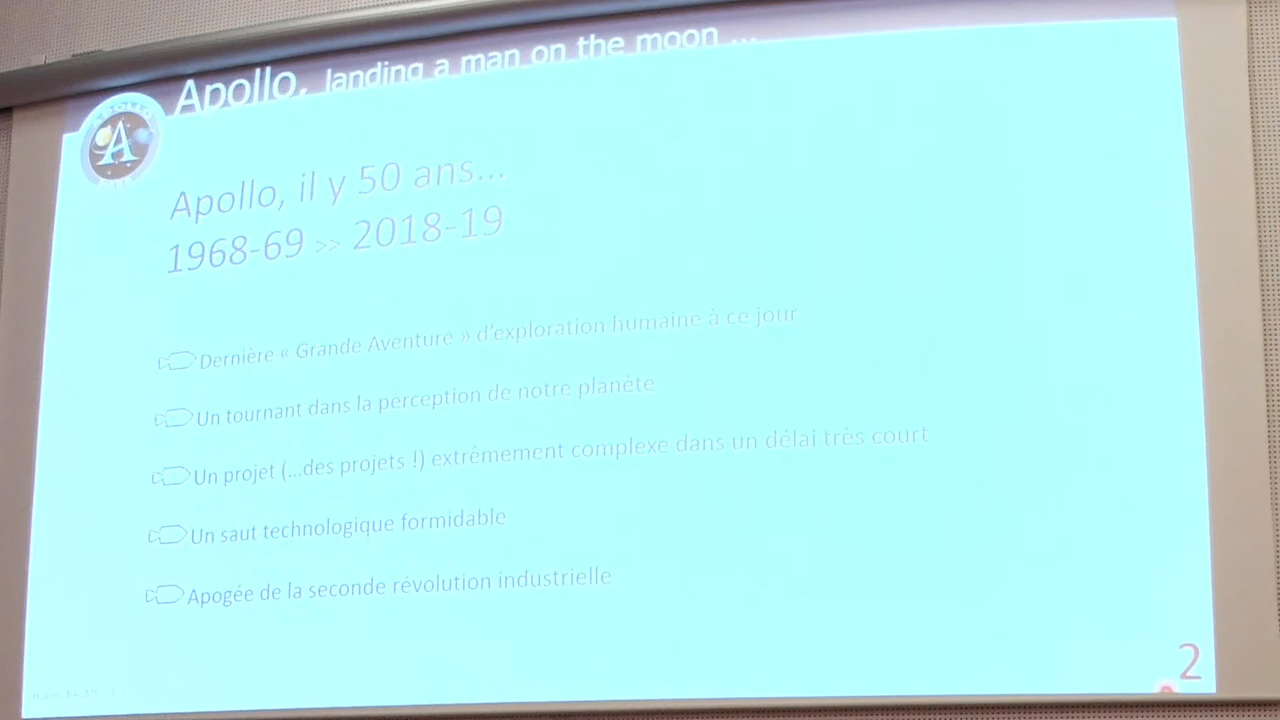 Apollo, landing a man on the moon ...
APOLLO
A
Apollo, il y 50 ans...
1968-69 >> 2018-19
Dernière « Grande Aventure » d’exploration humaine à ce jour
Un tournant dans la perception de notre planète
Un projet (...des projets !) extrêmement complexe dans un délai très court
Un saut technologique formidable
Apogée de la seconde révolution industrielle
2